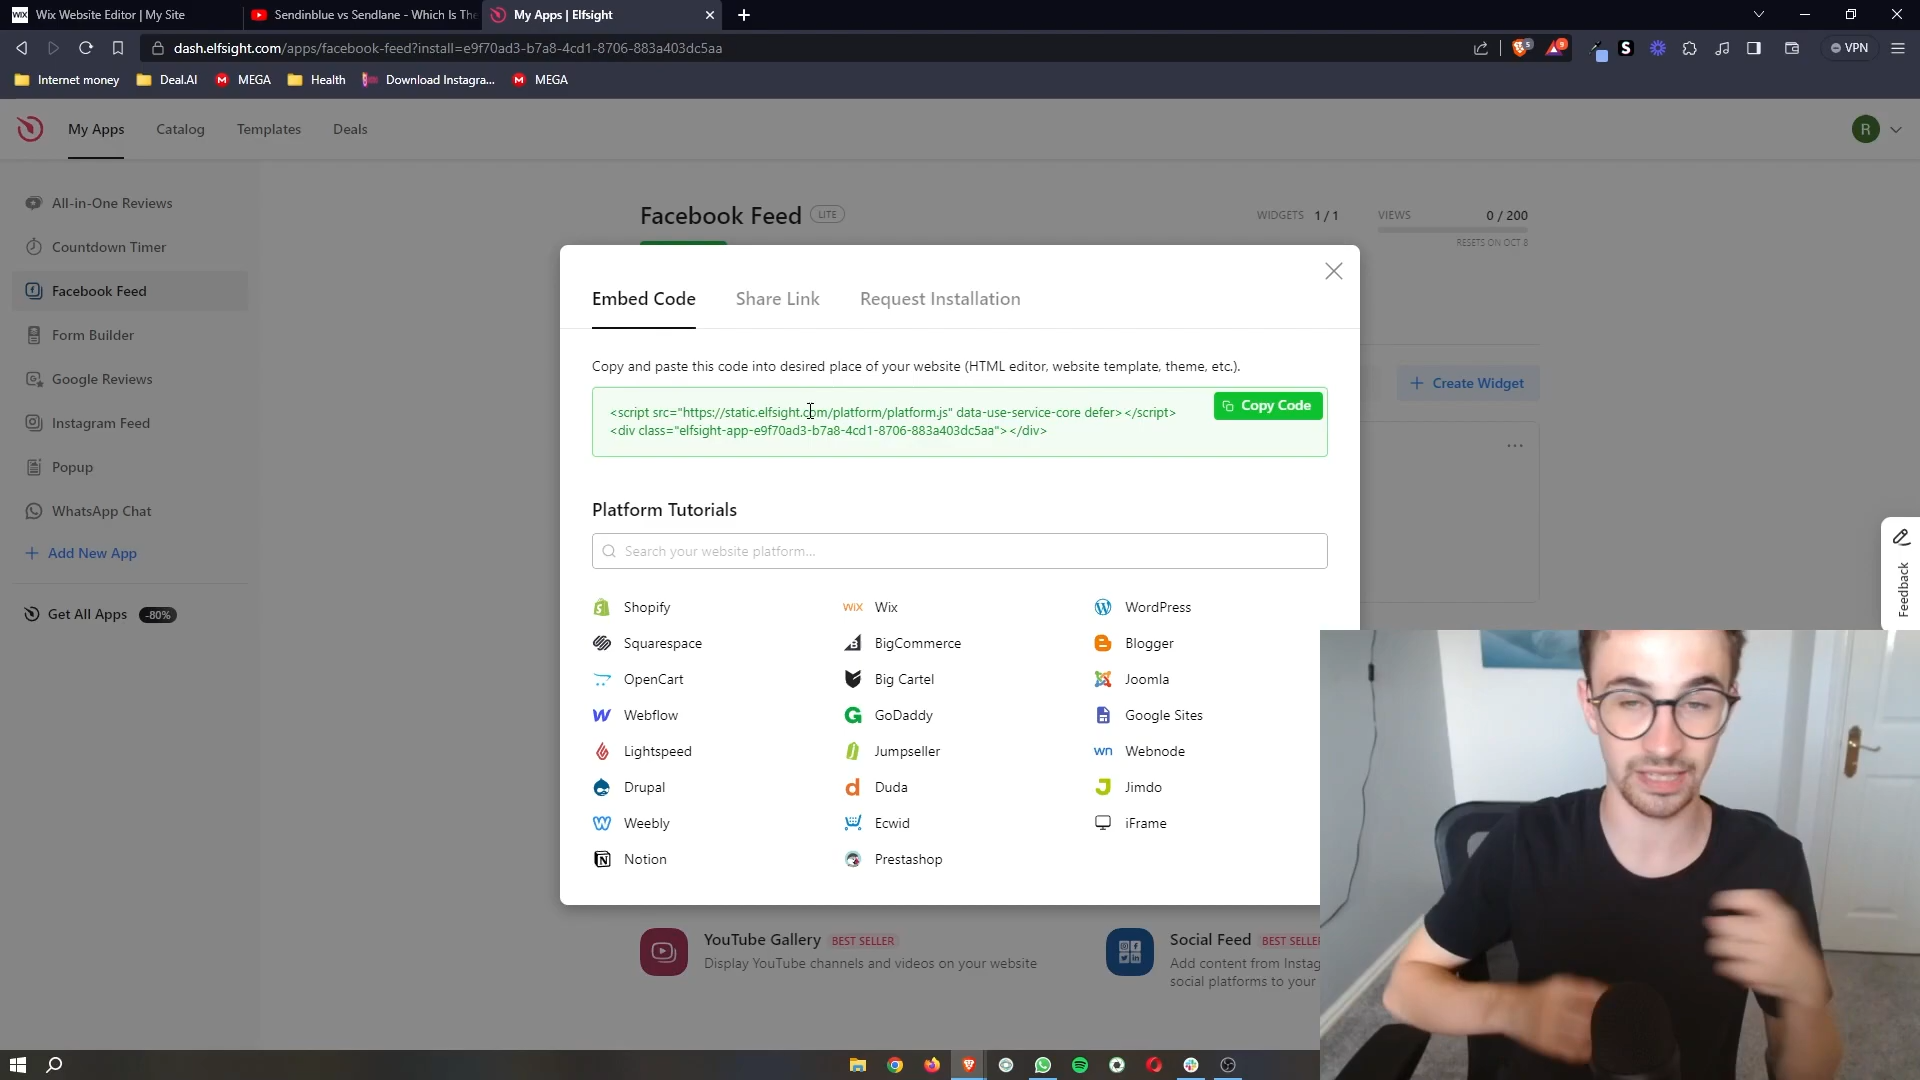 WIX Wix Website Editor | My Site
Sendinblue vs Sendlane - Which Is The
My Apps | Elfsight
dash.elfsight.com/apps/facebook-feed?install=e9f70ad3-b7a8-4cd1-8706-883a403dc5aa
VPN
Internet money
Deal.AI
MEGA
Health
Download Instagra...
MEGA
My Apps
Catalog
Templates
Deals
R
All-in-One Reviews
Countdown Timer
Facebook Feed
Form Builder
Google Reviews
Instagram Feed
Popup
WhatsApp Chat
+ Add New App
Get All Apps -80%
Facebook Feed LITE
WIDGETS 1 / 1
VIEWS 0 / 200
RESETS ON OCT 8
+ Create Widget
Embed Code
Share Link
Request Installation
Copy and paste this code into desired place of your website (HTML editor, website template, theme, etc.).
<script src="https://static.elfsight.com/platform/platform.js" data-use-service-core defer></script>
<div class="elfsight-app-e9f70ad3-b7a8-4cd1-8706-883a403dc5aa"></div>
Copy Code
Platform Tutorials
Search your website platform...
Shopify
WiX Wix
WordPress
Squarespace
BigCommerce
Blogger
OpenCart
Big Cartel
Joomla
Webflow
GoDaddy
Google Sites
Lightspeed
Jumpseller
wn Webnode
Drupal
Duda
Jimdo
Weebly
Ecwid
iFrame
Notion
Prestashop
Feedback
YouTube Gallery BEST SELLER
Display YouTube channels and videos on your website
Social Feed BEST SELLE
Add content from Instag
social platforms to your